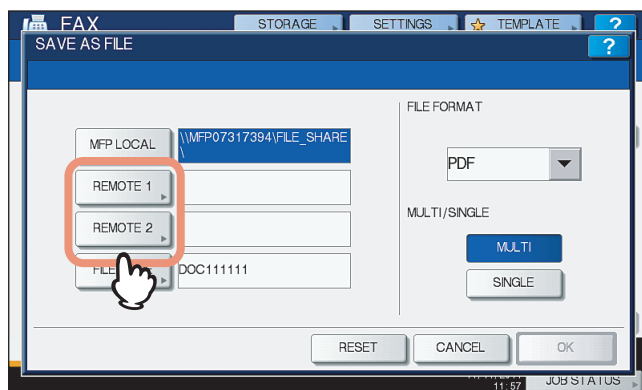 FAX
STORAGE
SETTINGS
TEMPLATE
?
SAVE AS FILE
?
MFP LOCAL
\\MFP07317394\FILE_SHARE
\
REMOTE 1
REMOTE 2
DOC111111
FILE FORMAT
PDF
MULTI/SINGLE
MULTI
SINGLE
RESET
CANCEL
OK
11:57
JOB STATUS